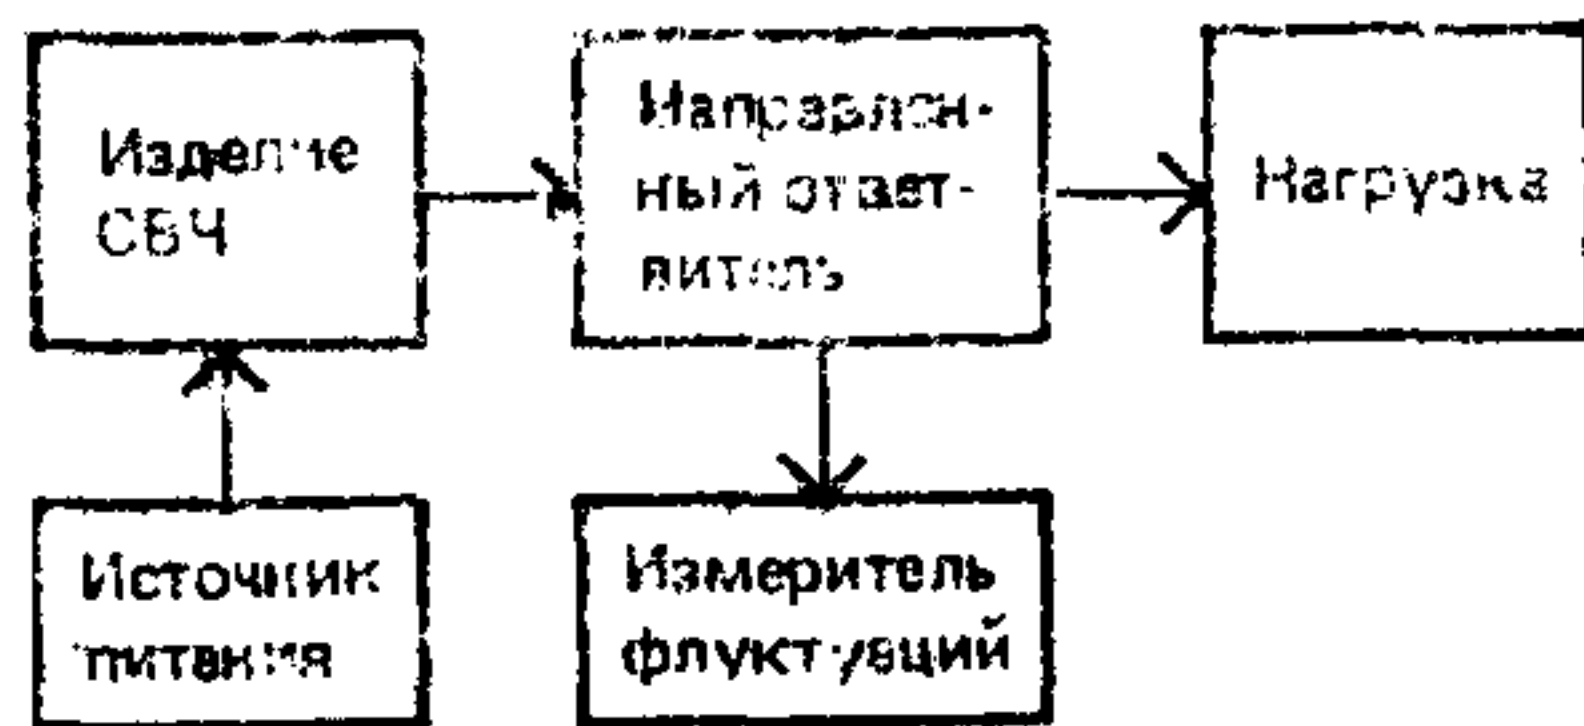 Изделие
СВЧ
Направлен-
ный ответ-
витель
Нагрузка
Источник
питания
Измеритель
флуктуаций